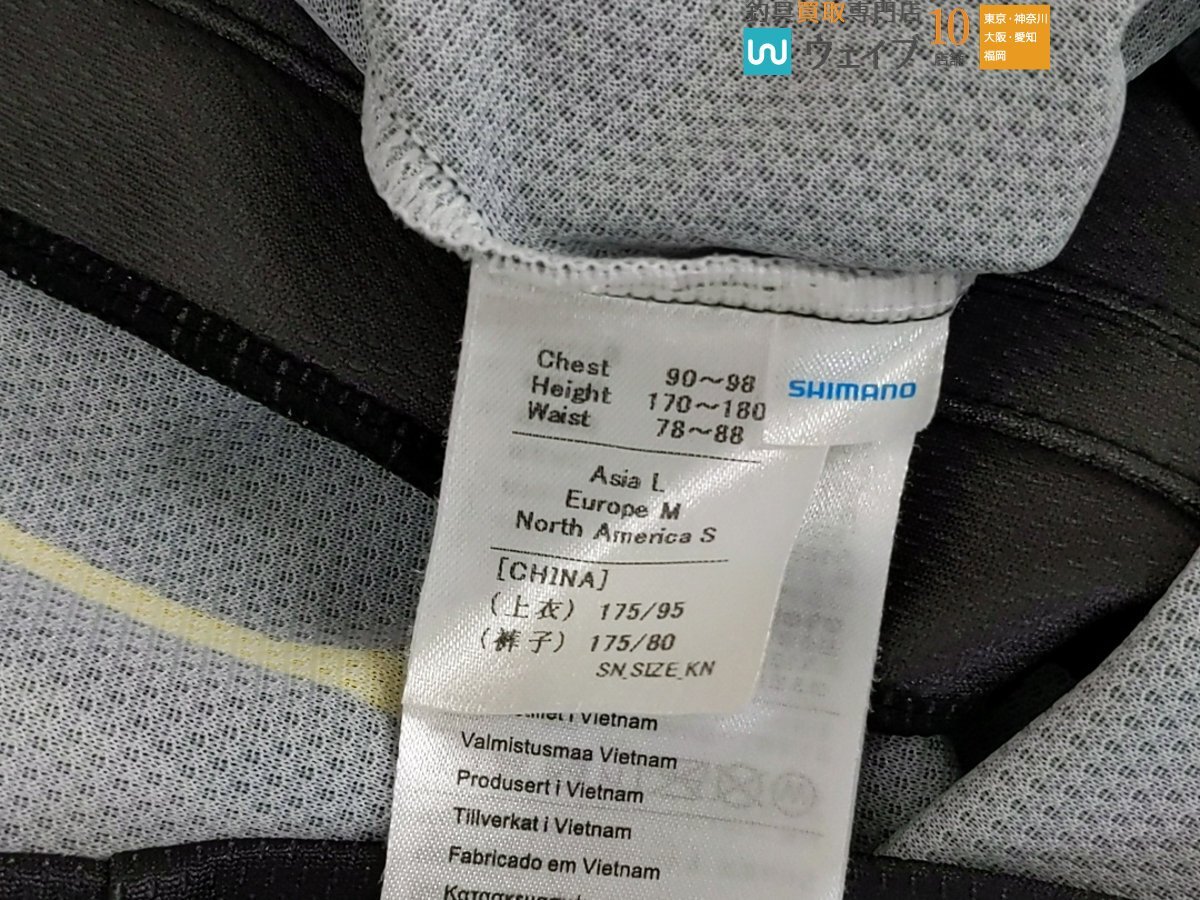 釣具買取専門店
ウェイブ
10
店舗
東京・神奈川
大阪・愛知
福岡
Chest 90～98
Height 170～180
Waist 78～88
SHIMANO
Asia L
Europe M
North America S
[CHINA]
(上衣) 175/95
(裤子) 175/80
SN_SIZE_KN
i Vietnam
Valmistusmaa Vietnam
Produsert i Vietnam
Tillverkat i Vietnam
Fabricado em Vietnam